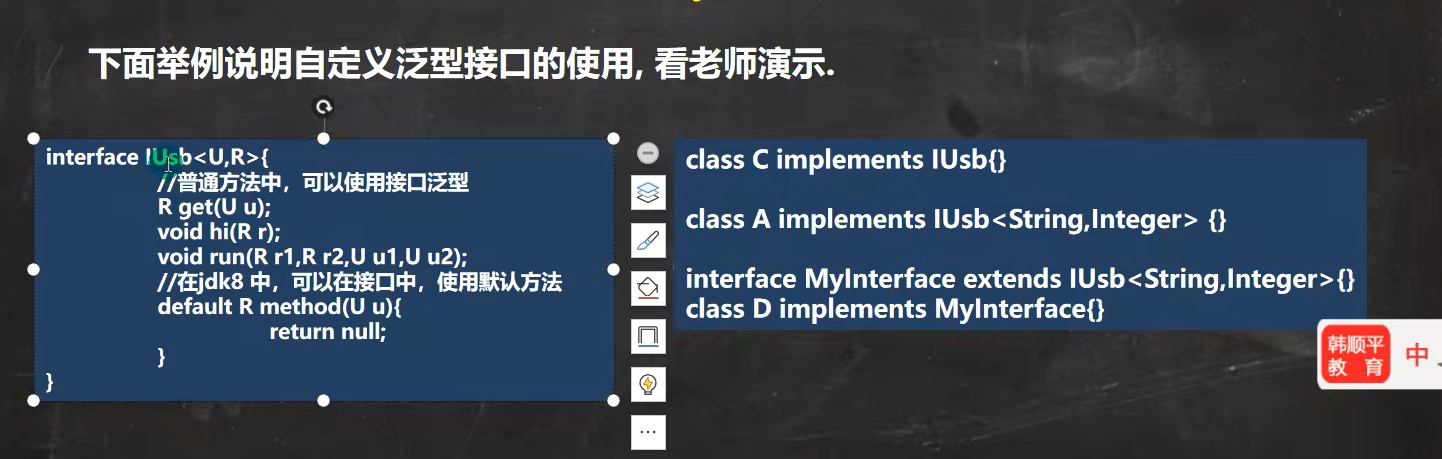 下面举例说明自定义泛型接口的使用, 看老师演示.
interface IUsb<U,R>{
//普通方法中，可以使用接口泛型
R get(U u);
void hi(R r);
void run(R r1,R r2,U u1,U u2);
//在jdk8 中，可以在接口中，使用默认方法
default R method(U u){
return null;
}
}
class C implements IUsb{}
class A implements IUsb<String,Integer> {}
interface MyInterface extends IUsb<String,Integer>{}
class D implements MyInterface{}
韩顺平
教 育
中